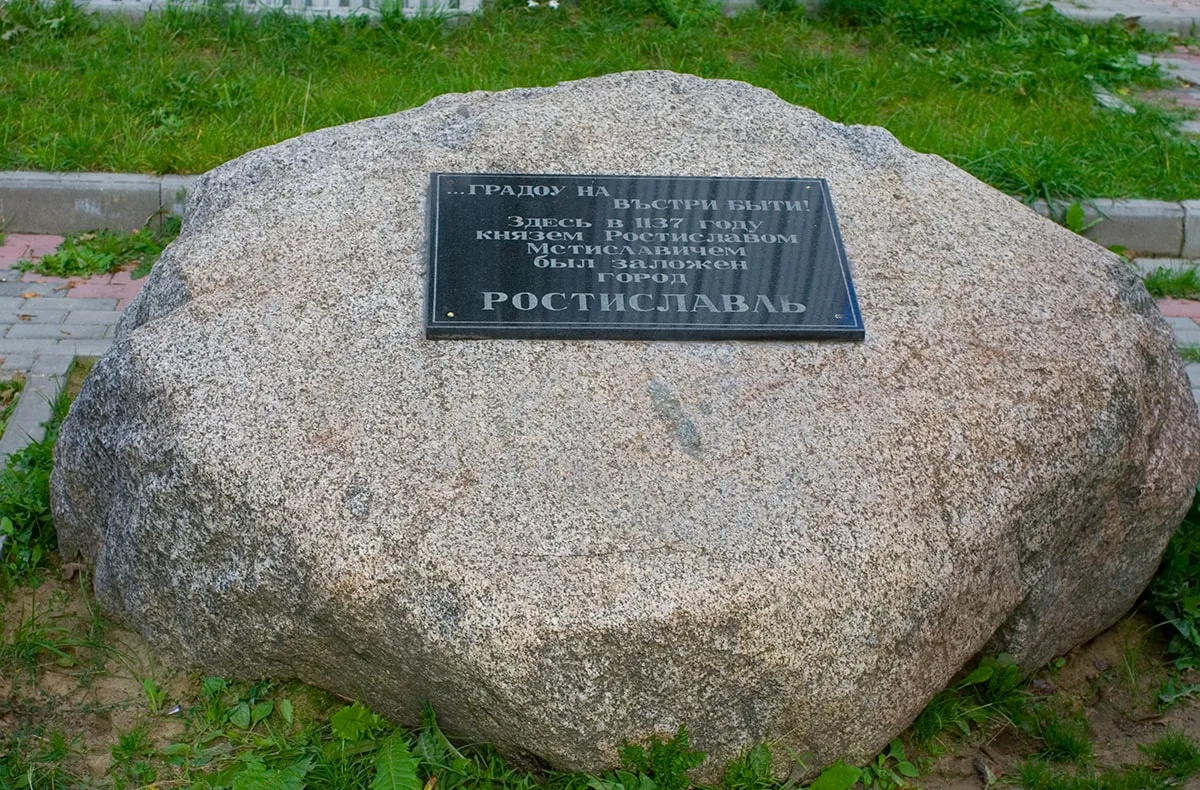 ...ГРАДОУ НА
ВЪСТРИ БЫТИ!
Здесь в 1137 году
князем Ростиславом
Мстиславичем
был заложен
город
РОСТИСЛАВЛЬ